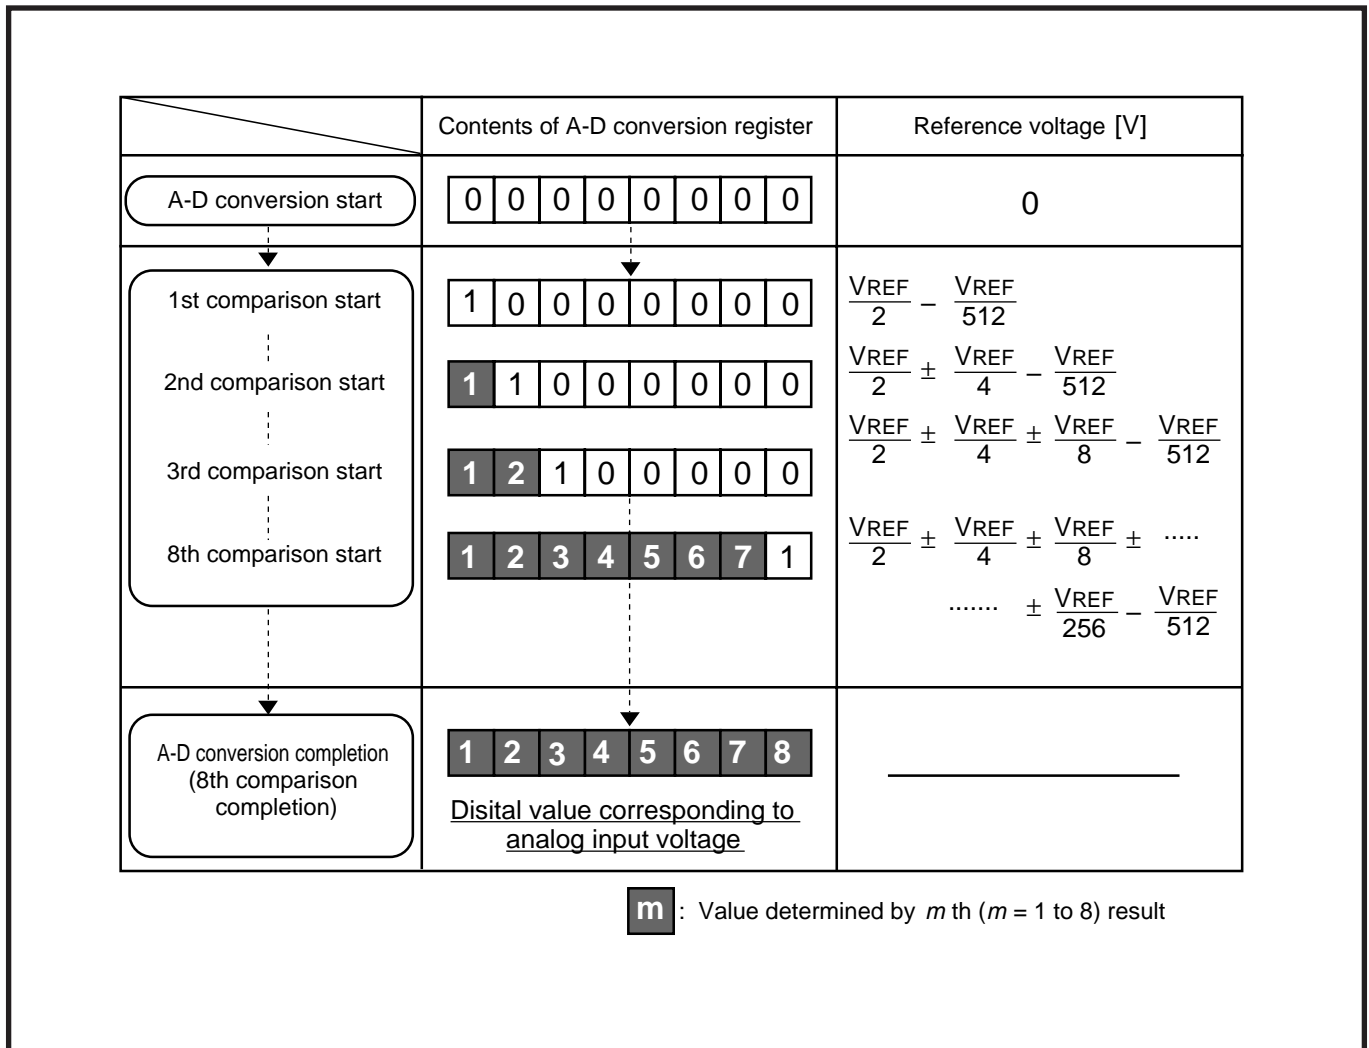 Contents of A-D conversion register
Reference voltage [V]
A-D conversion start
0 0 0 0 0 0 0 0
0
1st comparison start
1 0 0 0 0 0 0 0
VREF/2 – VREF/512
2nd comparison start
1 1 0 0 0 0 0 0
VREF/2 ± VREF/4 – VREF/512
3rd comparison start
1 2 1 0 0 0 0 0
VREF/2 ± VREF/4 ± VREF/8 – VREF/512
8th comparison start
1 2 3 4 5 6 7 1
VREF/2 ± VREF/4 ± VREF/8 ± .....
....... ± VREF/256 – VREF/512
A-D conversion completion
(8th comparison
completion)
1 2 3 4 5 6 7 8
Disital value corresponding to
analog input voltage
m : Value determined by m th (m = 1 to 8) result